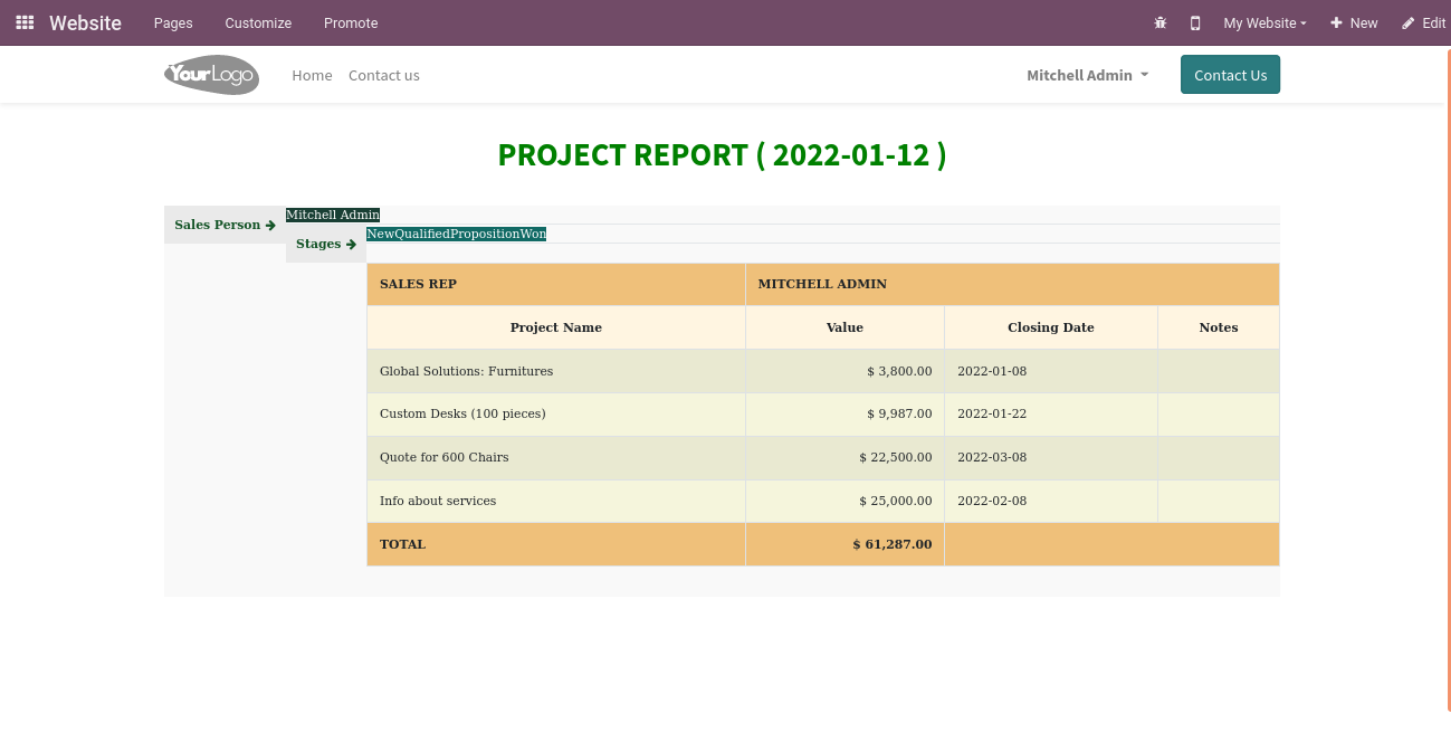 Website Pages Customize Promote My Website New Edit
YourLogo Home Contact us Mitchell Admin Contact Us
PROJECT REPORT ( 2022-01-12 )
Sales Person → Mitchell Admin
Stages → NewQualifiedPropositionWon
SALES REP MITCHELL ADMIN
Project Name Value Closing Date Notes
Global Solutions: Furnitures $ 3,800.00 2022-01-08
Custom Desks (100 pieces) $ 9,987.00 2022-01-22
Quote for 600 Chairs $ 22,500.00 2022-03-08
Info about services $ 25,000.00 2022-02-08
TOTAL $ 61,287.00